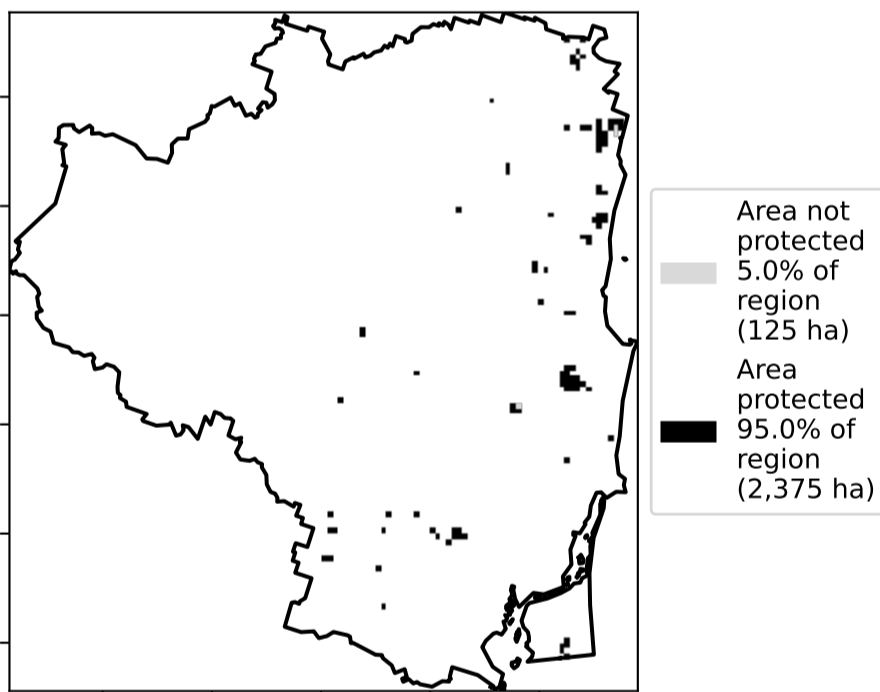 Area not
protected
5.0% of
region
(125 ha)
Area
protected
95.0% of
region
(2,375 ha)